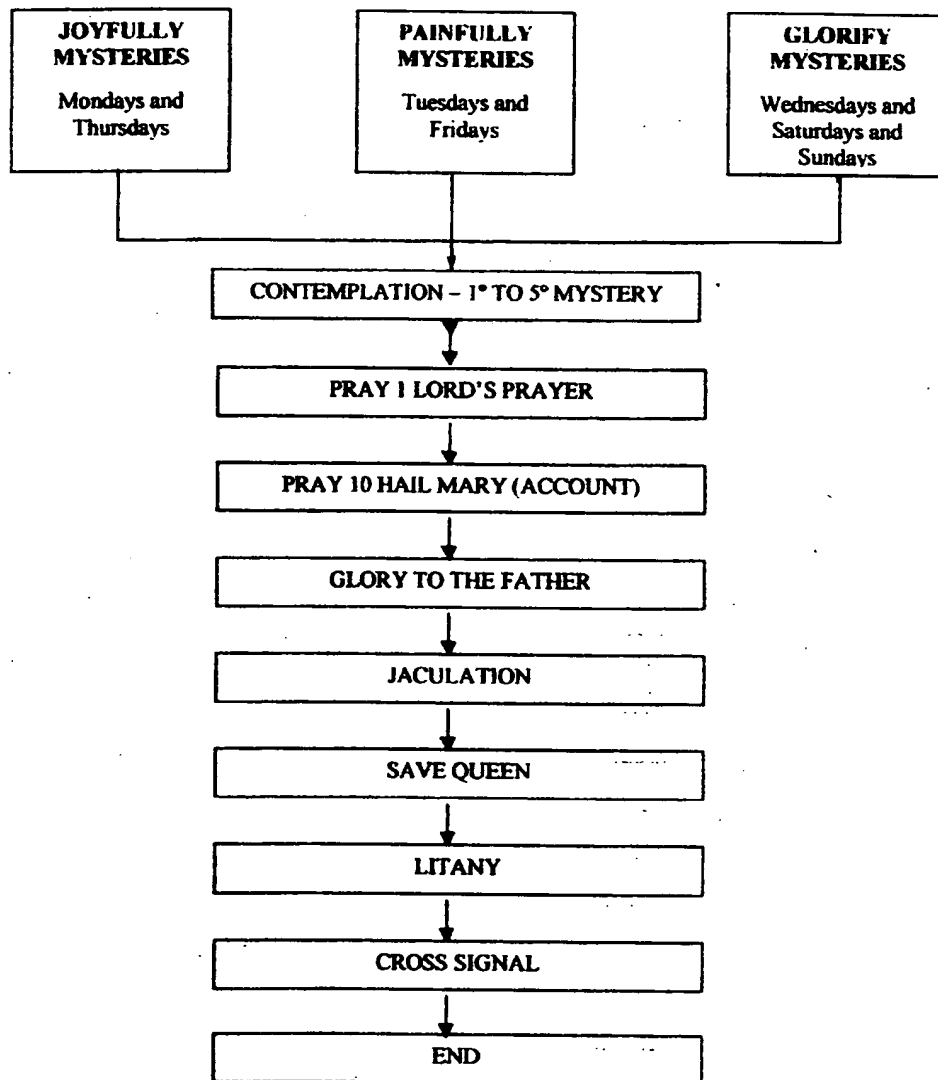 JOYFULLY
MYSTERIES
Mondays and
Thursdays
PAINFULLY
MYSTERIES
Tuesdays and
Fridays
GLORIFY
MYSTERIES
Wednesdays and
Saturdays and
Sundays
CONTEMPLATION – 1º TO 5º MYSTERY
PRAY 1 LORD'S PRAYER
PRAY 10 HAIL MARY (ACCOUNT)
GLORY TO THE FATHER
JACULATION
SAVE QUEEN
LITANY
CROSS SIGNAL
END